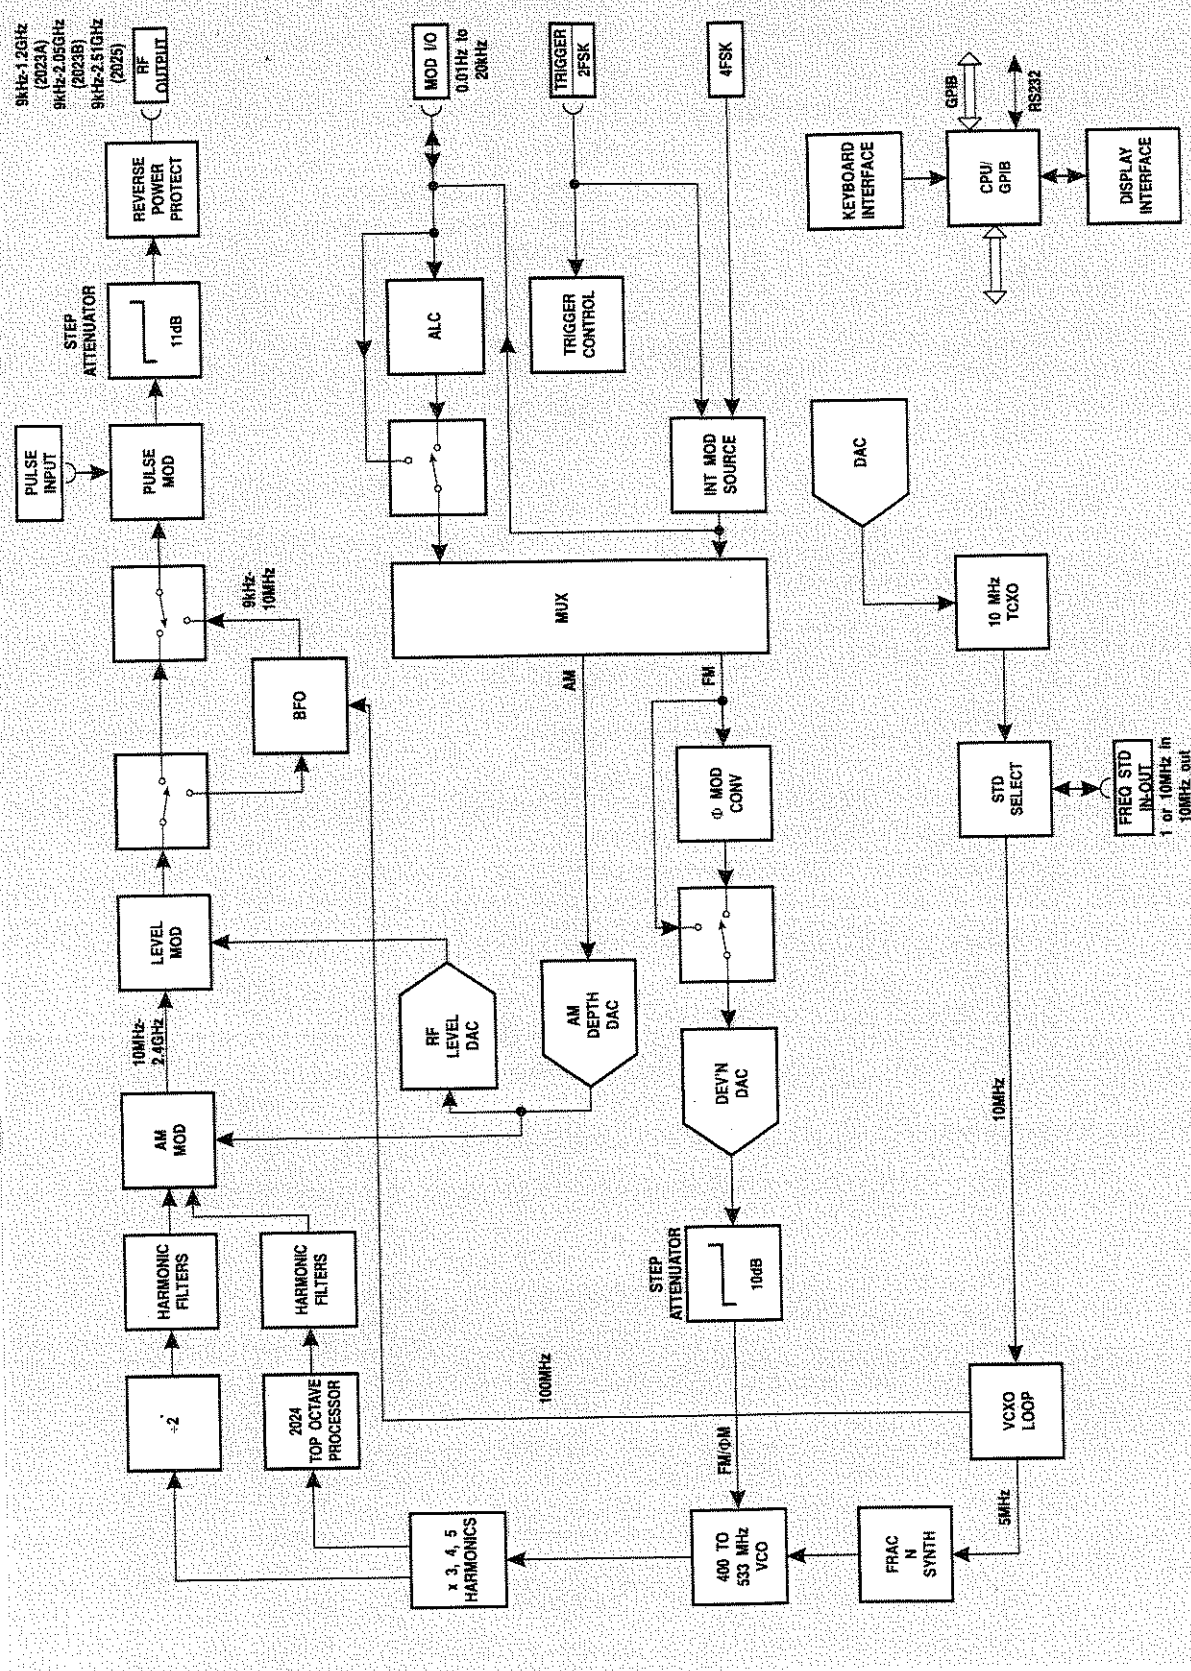 ÷2
HARMONIC
FILTERS
AM
MOD
10MHz-
2.4GHz
LEVEL
MOD
PULSE
INPUT
PULSE
MOD
STEP
ATTENUATOR
11dB
REVERSE
POWER
PROTECT
9kHz-1.2GHz
(2023A)
9kHz-2.05GHz
(2023B)
9kHz-2.51GHz
(2025)
RF
OUTPUT
2024
TOP OCTAVE
PROCESSOR
HARMONIC
FILTERS
BFO
9kHz-
10MHz
x 3, 4, 5
HARMONICS
RF
LEVEL
DAC
ALC
MOD I/O
0.01Hz to
20kHz
100MHz
AM
DEPTH
DAC
AM
MUX
TRIGGER
CONTROL
TRIGGER
2FSK
400 TO
533 MHz
VCO
FM/ΦM
STEP
ATTENUATOR
10dB
DEV'N
DAC
Φ MOD
CONV
FM
INT MOD
SOURCE
4FSK
FRAC
N
SYNTH
5MHz
VCXO
LOOP
10MHz
STD
SELECT
10 MHz
TCXO
DAC
KEYBOARD
INTERFACE
CPU/
GPIB
GPIB
RS232
DISPLAY
INTERFACE
FREQ STD
IN-OUT
1 or 10MHz in
10MHz out